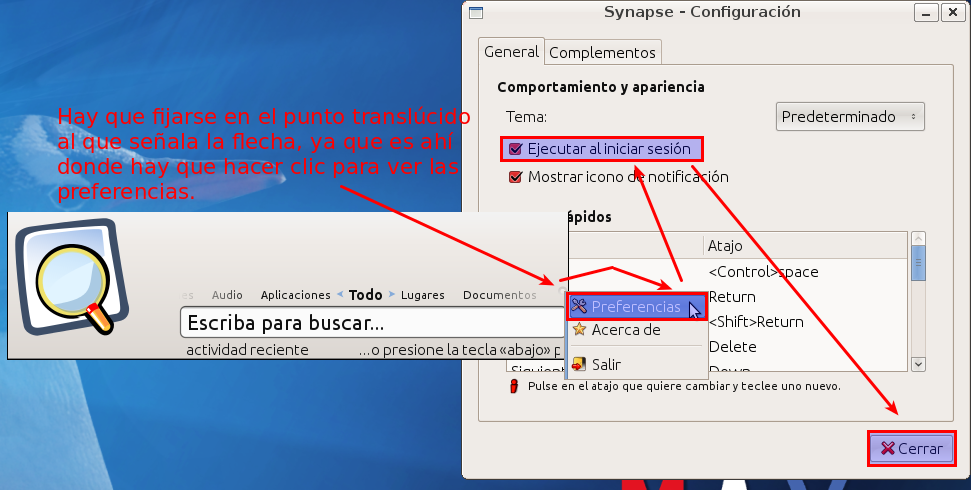 Synapse - Configuración
General
Complementos
Comportamiento y apariencia
Tema:
Predeterminado
Ejecutar al iniciar sesión
Mostrar icono de notificación
Hay que fijarse en el punto translúcido
al que señala la flecha, ya que es ahí
donde hay que hacer clic para ver las
preferencias.
ápidos
Atajo
<Control>space
Return
<Shift>Return
Delete
Down
Siguient
es Audio Aplicaciones Todo Lugares Documentos
Escriba para buscar...
actividad reciente
...o presione la tecla «abajo» p
Preferencias
Acerca de
Salir
Pulse en el atajo que quiere cambiar y teclee uno nuevo.
Cerrar